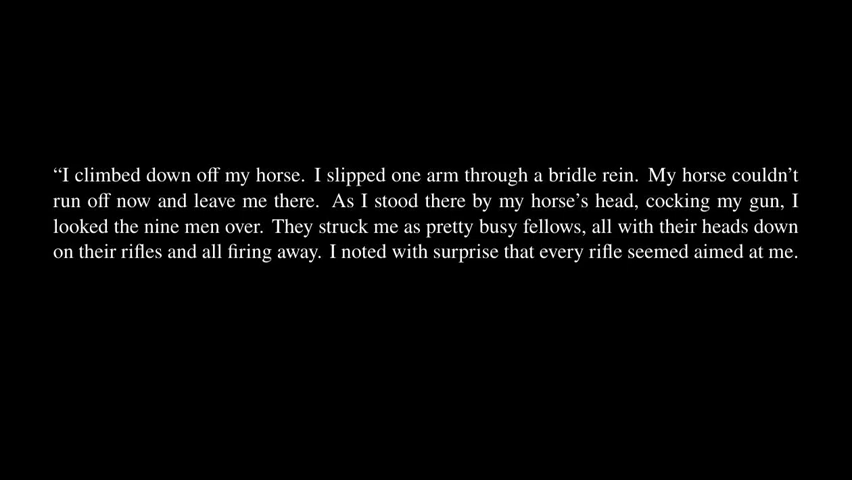 “I climbed down off my horse. I slipped one arm through a bridle rein. My horse couldn’t
run off now and leave me there. As I stood there by my horse’s head, cocking my gun, I
looked the nine men over. They struck me as pretty busy fellows, all with their heads down
on their rifles and all firing away. I noted with surprise that every rifle seemed aimed at me.